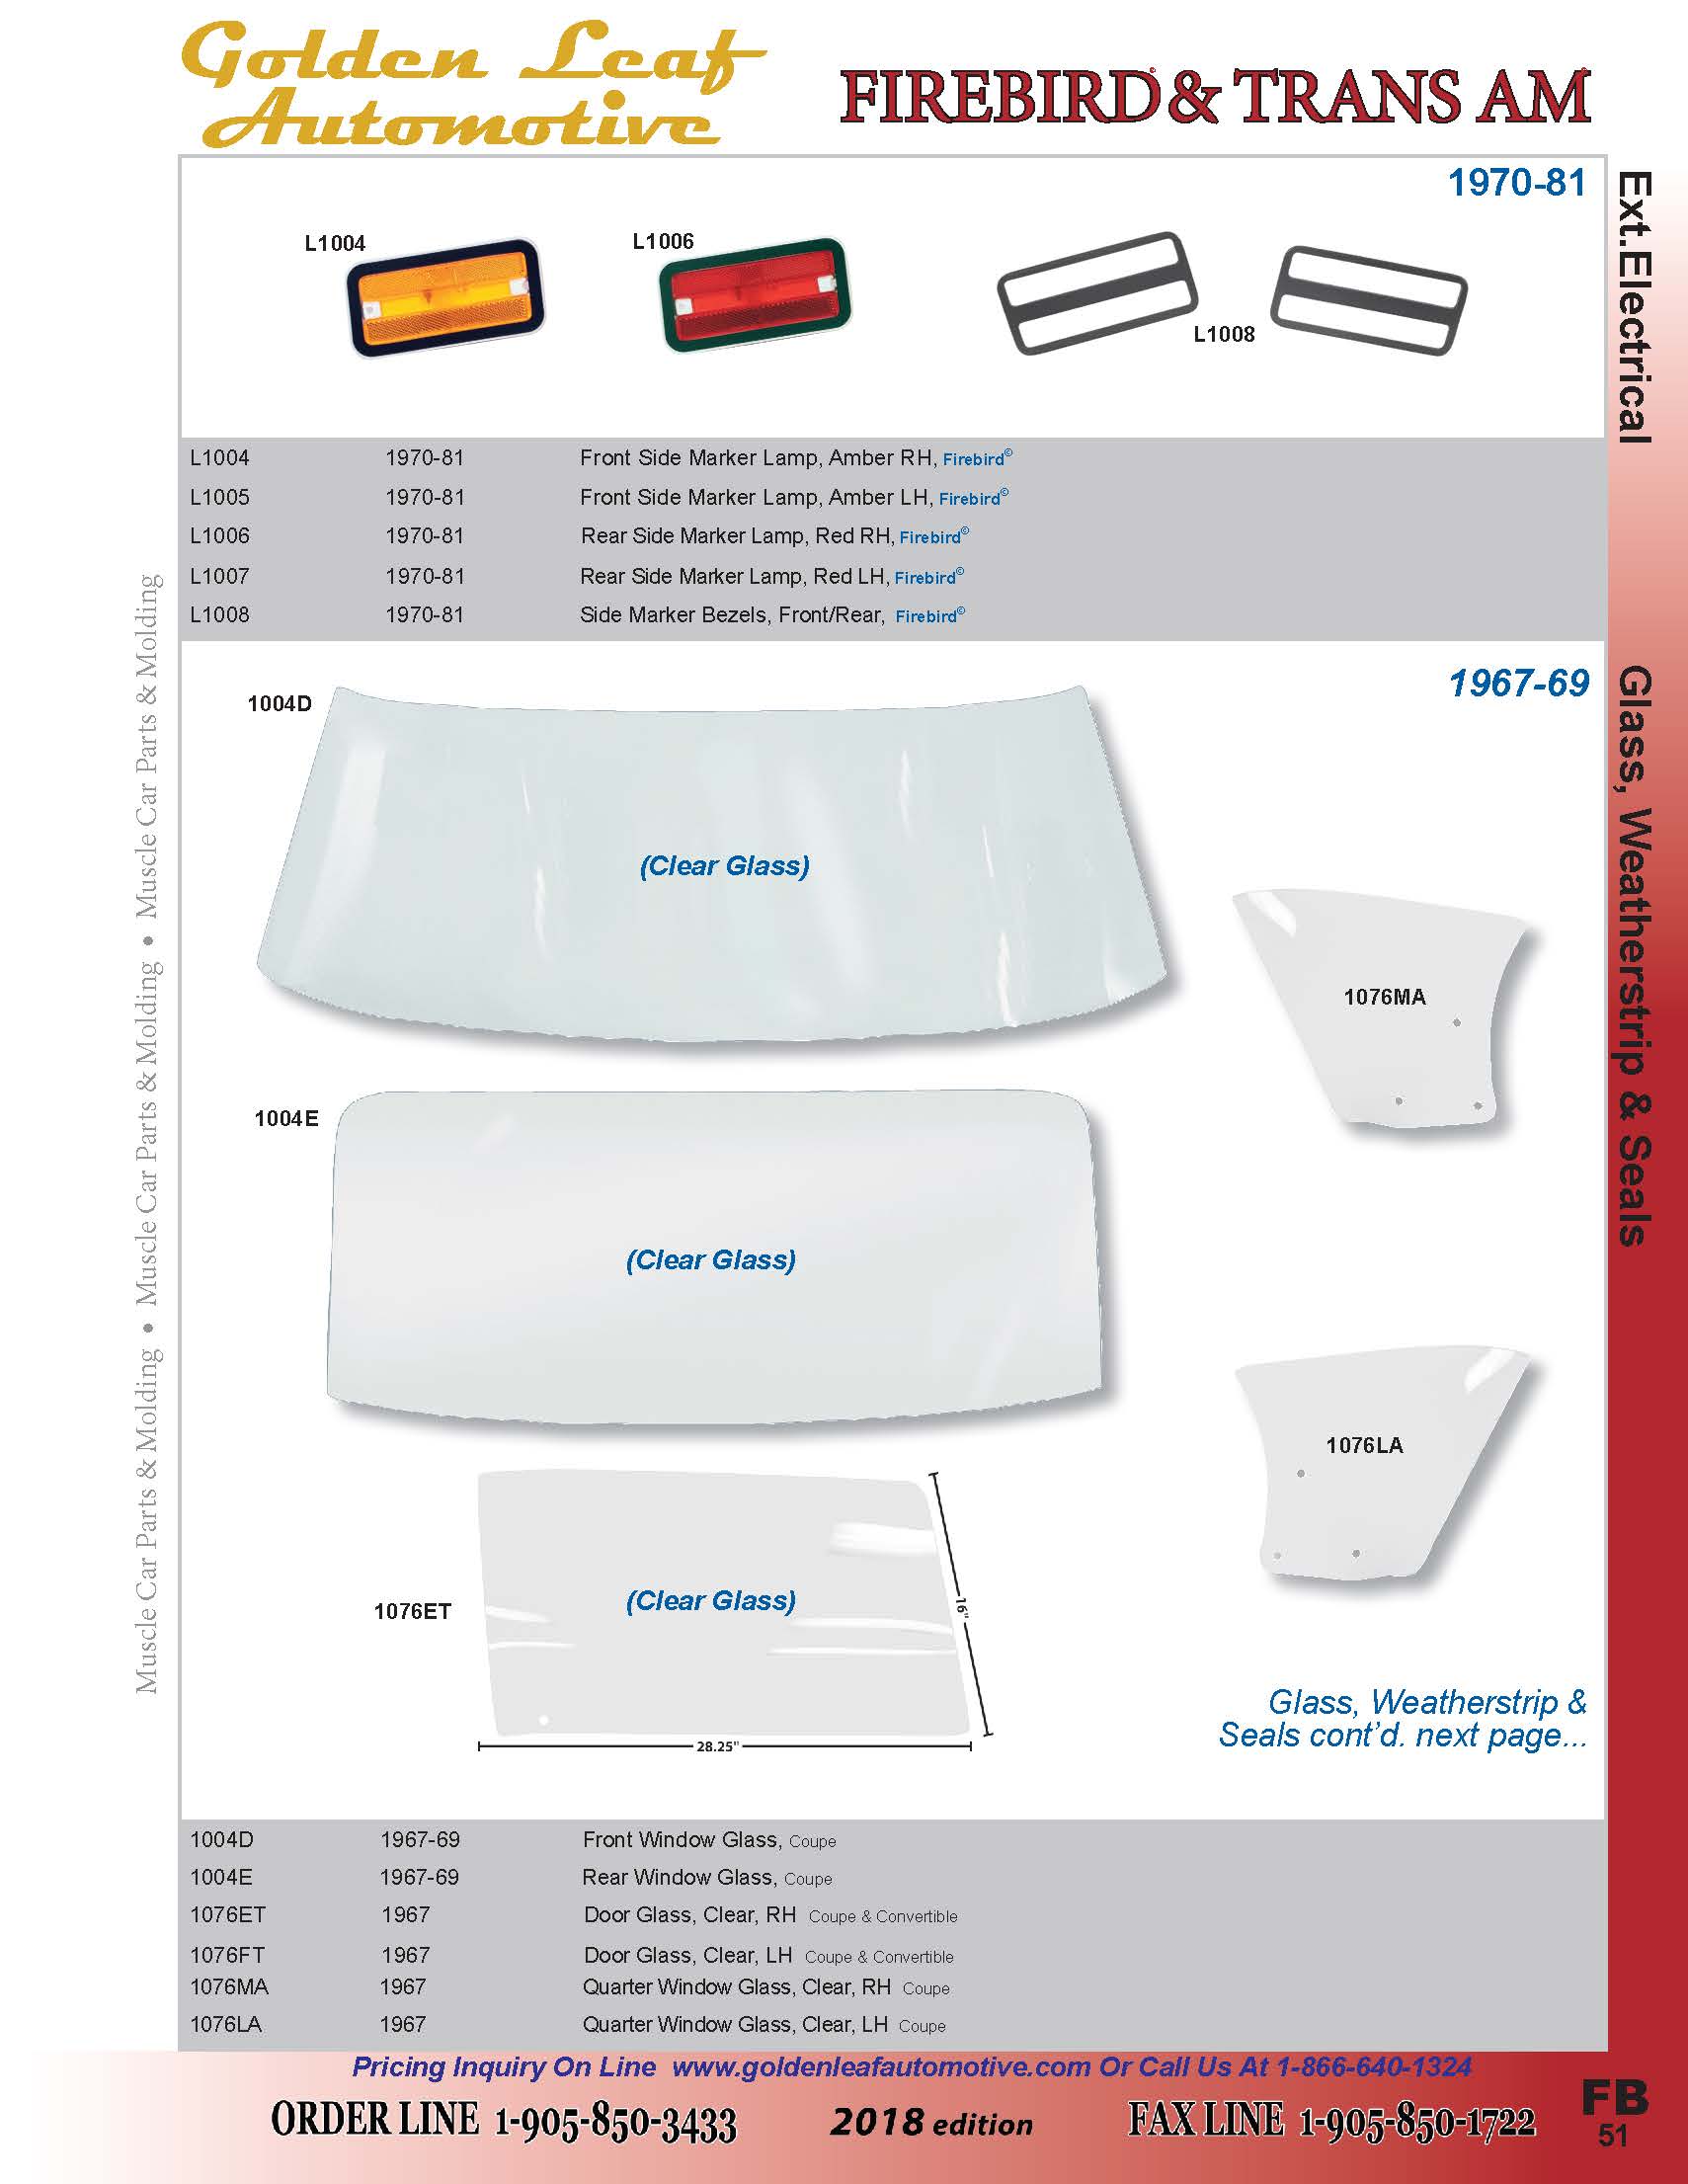 Golden Leaf
Automotive
FIREBIRD & TRANS AM
1970-81
Ext.Electrical
L1004
L1006
L1008
L1004 1970-81 Front Side Marker Lamp, Amber RH, Firebird©
L1005 1970-81 Front Side Marker Lamp, Amber LH, Firebird©
L1006 1970-81 Rear Side Marker Lamp, Red RH, Firebird©
L1007 1970-81 Rear Side Marker Lamp, Red LH, Firebird©
L1008 1970-81 Side Marker Bezels, Front/Rear, Firebird©
Muscle Car Parts & Molding • Muscle Car Parts & Molding • Muscle Car Parts & Molding
1967-69
Glass, Weatherstrip & Seals
1004D
(Clear Glass)
1076MA
1004E
(Clear Glass)
1076LA
1076ET
(Clear Glass)
16"
28.25"
Glass, Weatherstrip &
Seals cont'd. next page...
1004D 1967-69 Front Window Glass, Coupe
1004E 1967-69 Rear Window Glass, Coupe
1076ET 1967 Door Glass, Clear, RH Coupe & Convertible
1076FT 1967 Door Glass, Clear, LH Coupe & Convertible
1076MA 1967 Quarter Window Glass, Clear, RH Coupe
1076LA 1967 Quarter Window Glass, Clear, LH Coupe
Pricing Inquiry On Line www.goldenleafautomotive.com Or Call Us At 1-866-640-1324
ORDER LINE 1-905-850-3433 2018 edition FAX LINE 1-905-850-1722
FB
51